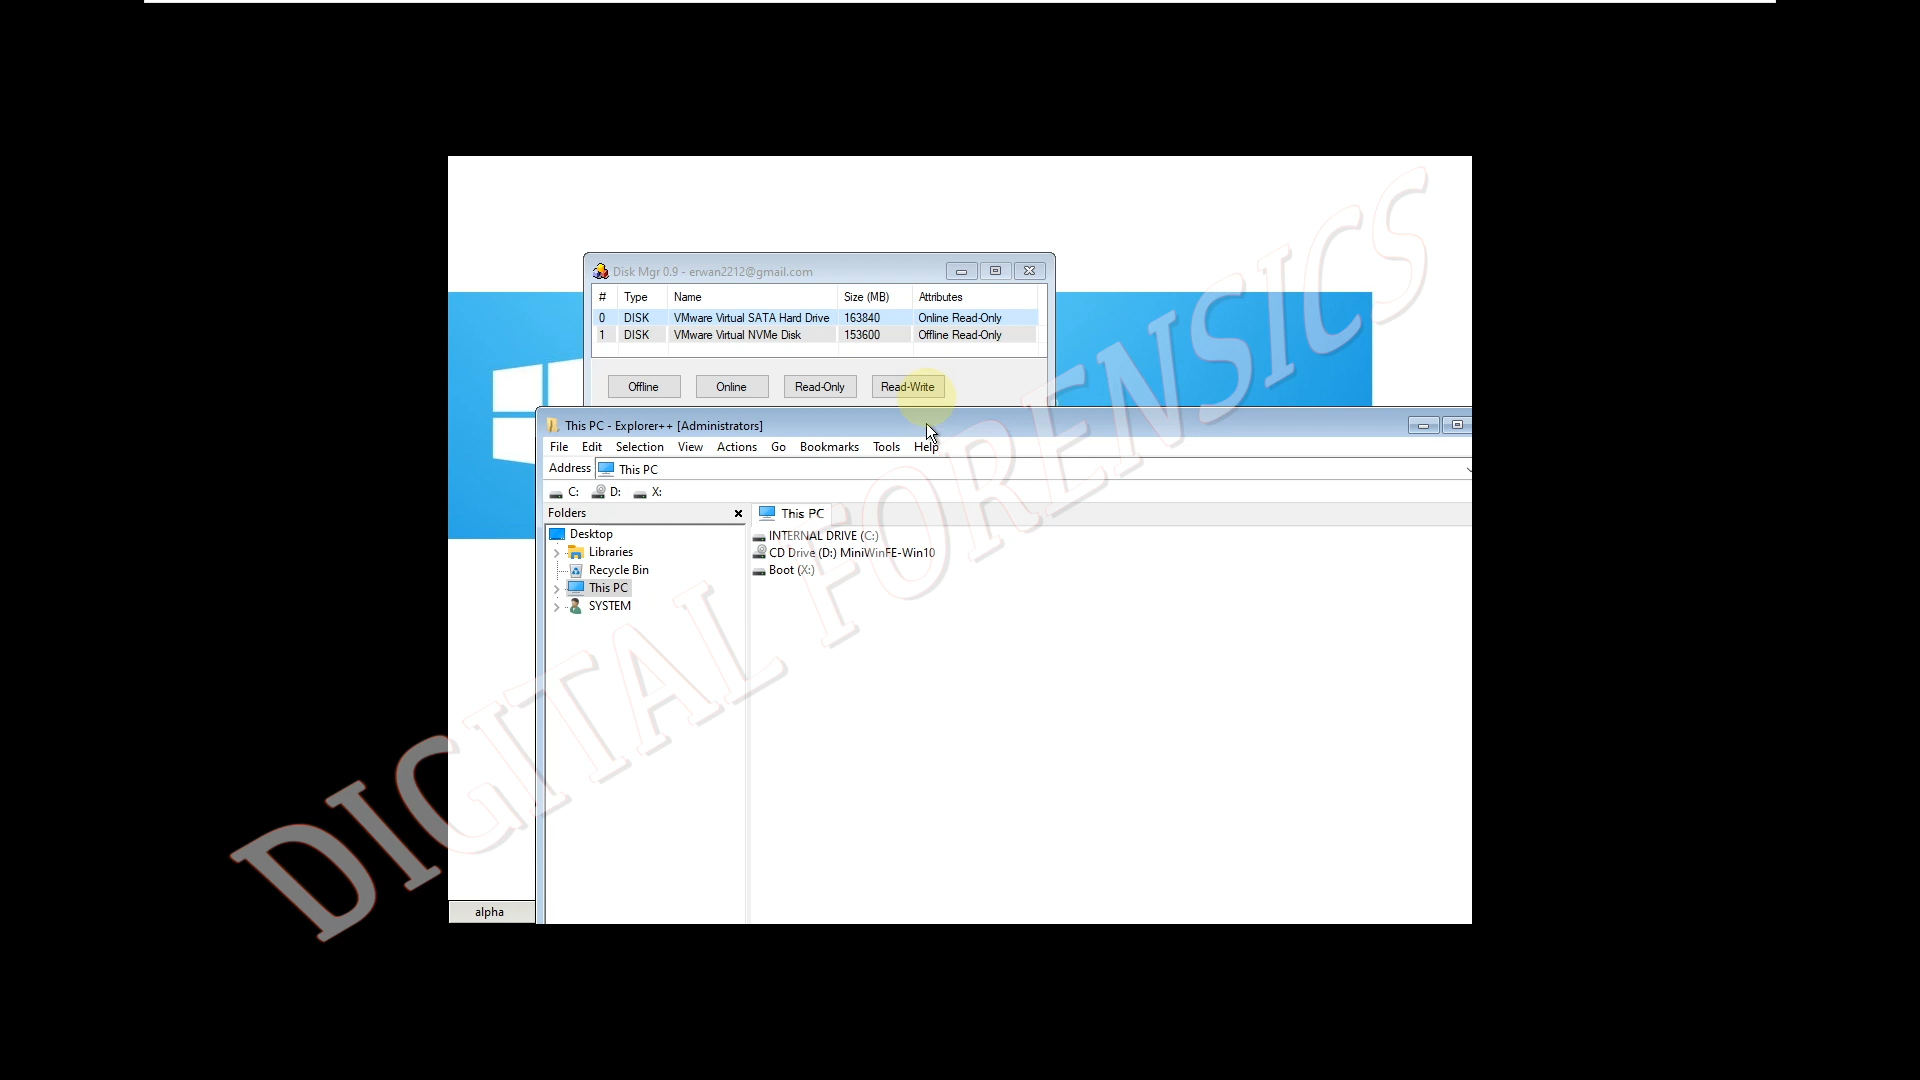 Disk Mgr 0.9 - erwan2212@gmail.com
# Type Name Size (MB) Attributes
0 DISK VMware Virtual SATA Hard Drive 163840 Online Read-Only
1 DISK VMware Virtual NVMe Disk 153600 Offline Read-Only
Offline Online Read-Only Read-Write
This PC - Explorer++ [Administrators]
File Edit Selection View Actions Go Bookmarks Tools Help
Address This PC
C: D: X:
Folders
This PC
Desktop
Libraries
Recycle Bin
This PC
SYSTEM
INTERNAL DRIVE (C:)
CD Drive (D:) MiniWinFE-Win10
Boot (X:)
alpha
DIGITAL FORENSICS